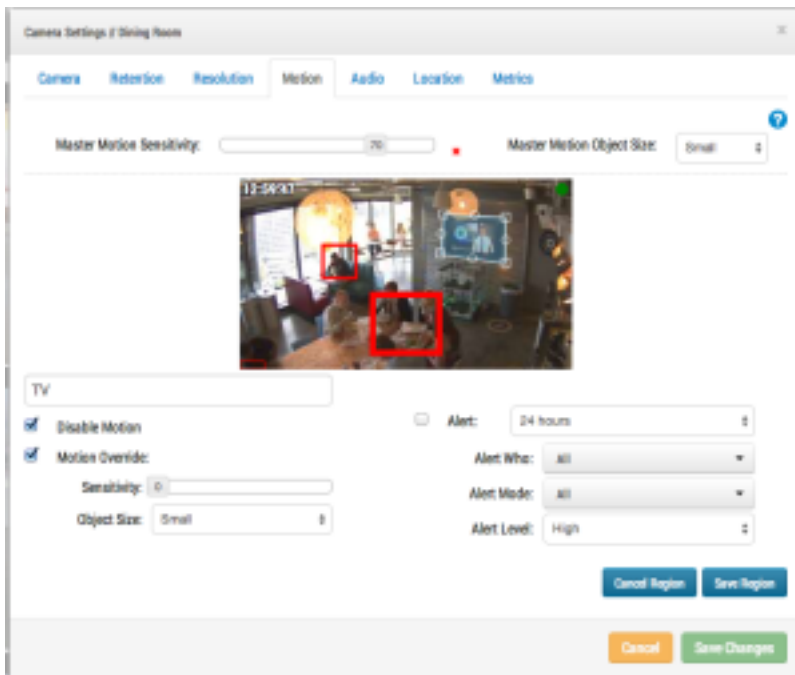 Camera Settings // Dining Room ×
Camera Retention Resolution Motion Audio Location Metrics
?
Master Motion Sensitivity: 70 Master Motion Object Size: Small
TV
Disable Motion
Alert: 24 hours
Motion Override:
Alert Who: All
Sensitivity: 0
Alert Mode: All
Object Size: Small
Alert Level: High
Cancel Region Save Region
Cancel Save Changes